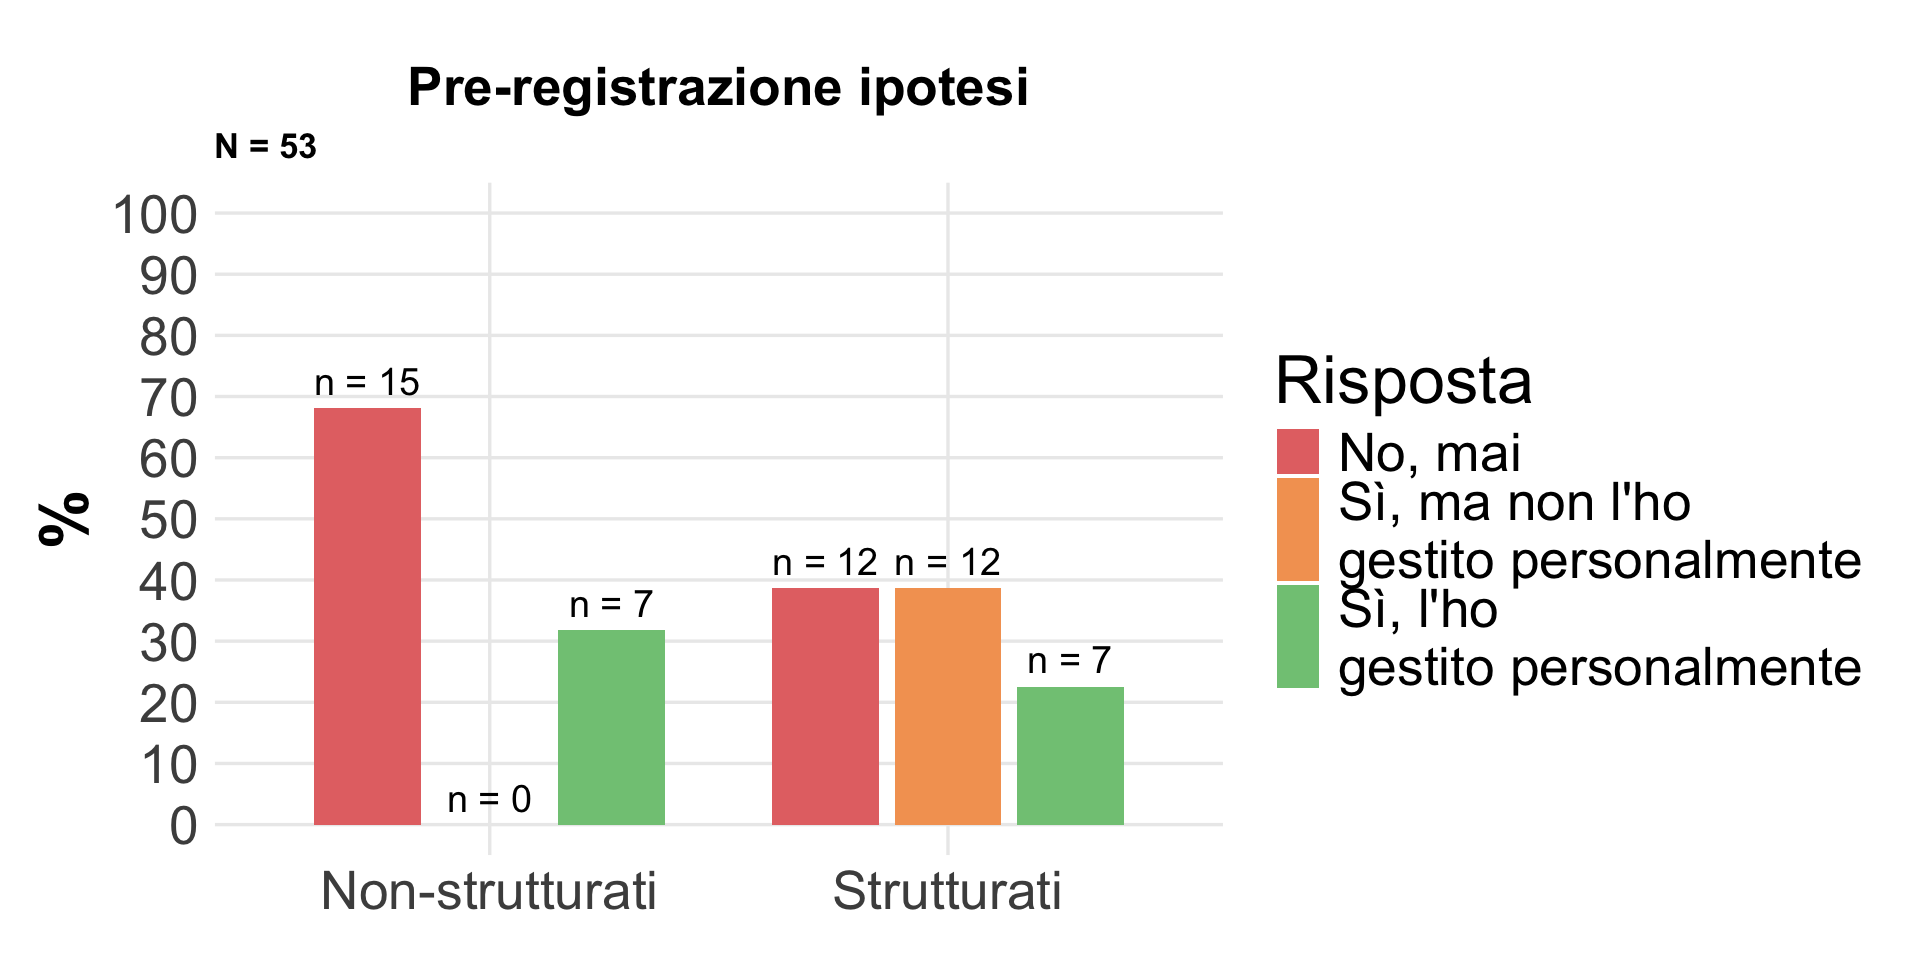 Pre-registrazione ipotesi
N = 53
%
100
90
80
70
60
50
40
30
20
10
0
n = 15
n = 0
n = 7
n = 12
n = 12
n = 7
Non-strutturati
Strutturati
Risposta
No, mai
Sì, ma non l'ho
gestito personalmente
Sì, l'ho
gestito personalmente